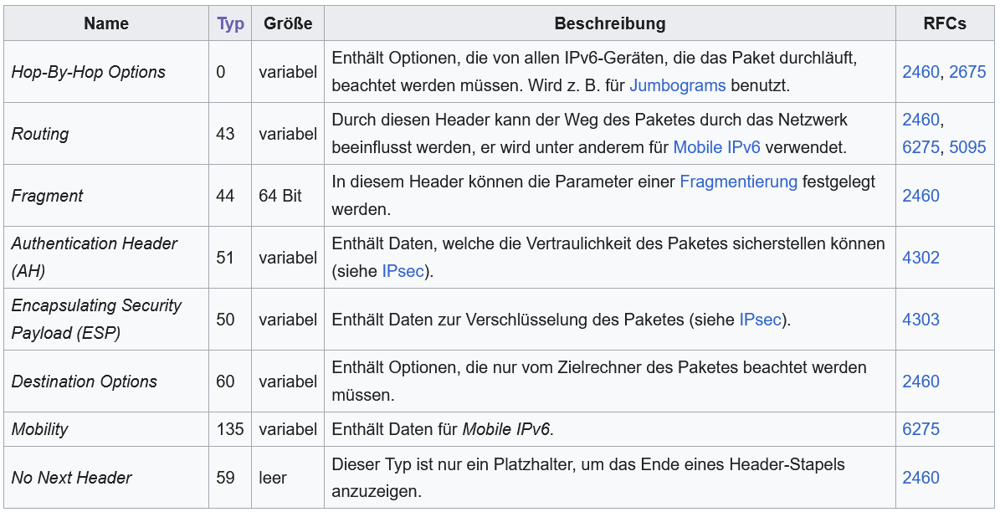 Name Typ Größe Beschreibung RFCs
Hop-By-Hop Options 0 variabel Enthält Optionen, die von allen IPv6-Geräten, die das Paket durchläuft,
beachtet werden müssen. Wird z. B. für Jumbograms benutzt. 2460, 2675
Routing 43 variabel Durch diesen Header kann der Weg des Paketes durch das Netzwerk
beeinflusst werden, er wird unter anderem für Mobile IPv6 verwendet. 2460,
6275, 5095
Fragment 44 64 Bit In diesem Header können die Parameter einer Fragmentierung festgelegt
werden. 2460
Authentication Header
(AH) 51 variabel Enthält Daten, welche die Vertraulichkeit des Paketes sicherstellen können
(siehe IPsec). 4302
Encapsulating Security
Payload (ESP) 50 variabel Enthält Daten zur Verschlüsselung des Paketes (siehe IPsec). 4303
Destination Options 60 variabel Enthält Optionen, die nur vom Zielrechner des Paketes beachtet werden
müssen. 2460
Mobility 135 variabel Enthält Daten für Mobile IPv6. 6275
No Next Header 59 leer Dieser Typ ist nur ein Platzhalter, um das Ende eines Header-Stapels
anzuzeigen. 2460